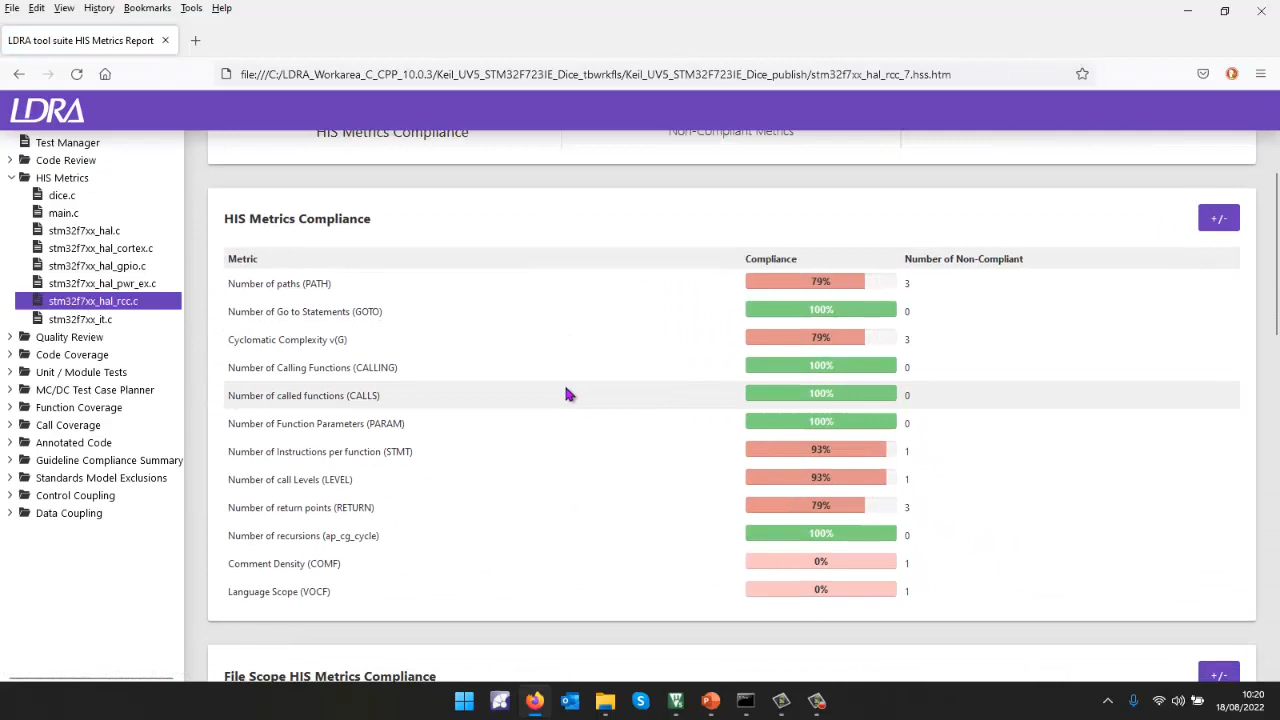 File Edit View History Bookmarks Tools Help
LDRA tool suite HIS Metrics Report
file:///C:/LDRA_Workarea_C_CPP_10.0.3/Keil_UV5_STM32F723IE_Dice_tbwrkfls/Keil_UV5_STM32F723IE_Dice_publish/stm32f7xx_hal_rcc_7.hss.htm
LDRA
Test Manager
Code Review
HIS Metrics
dice.c
main.c
stm32f7xx_hal.c
stm32f7xx_hal_cortex.c
stm32f7xx_hal_gpio.c
stm32f7xx_hal_pwr_ex.c
stm32f7xx_hal_rcc.c
stm32f7xx_it.c
Quality Review
Code Coverage
Unit / Module Tests
MC/DC Test Case Planner
Function Coverage
Call Coverage
Annotated Code
Guideline Compliance Summary
Standards Model Exclusions
Control Coupling
Data Coupling
HIS Metrics Compliance Non-Compliant Metrics
HIS Metrics Compliance +/-
Metric Compliance Number of Non-Compliant
Number of paths (PATH) 79% 3
Number of Go to Statements (GOTO) 100% 0
Cyclomatic Complexity v(G) 79% 3
Number of Calling Functions (CALLING) 100% 0
Number of called functions (CALLS) 100% 0
Number of Function Parameters (PARAM) 100% 0
Number of Instructions per function (STMT) 93% 1
Number of call Levels (LEVEL) 93% 1
Number of return points (RETURN) 79% 3
Number of recursions (ap_cg_cycle) 100% 0
Comment Density (COMF) 0% 1
Language Scope (VOCF) 0% 1
File Scope HIS Metrics Compliance +/-
10:20
18/08/2022